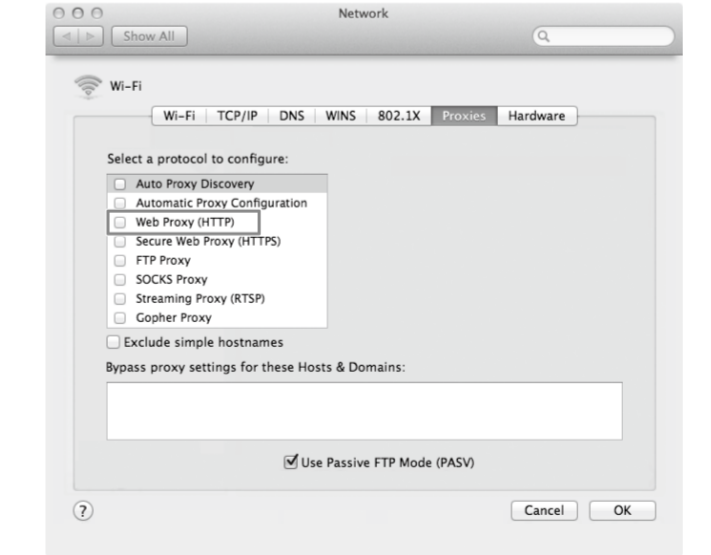 Network
Show All
Wi-Fi
Wi-Fi TCP/IP DNS WINS 802.1X Proxies Hardware
Select a protocol to configure:
Auto Proxy Discovery
Automatic Proxy Configuration
Web Proxy (HTTP)
Secure Web Proxy (HTTPS)
FTP Proxy
SOCKS Proxy
Streaming Proxy (RTSP)
Gopher Proxy
Exclude simple hostnames
Bypass proxy settings for these Hosts & Domains:
Use Passive FTP Mode (PASV)
? Cancel OK